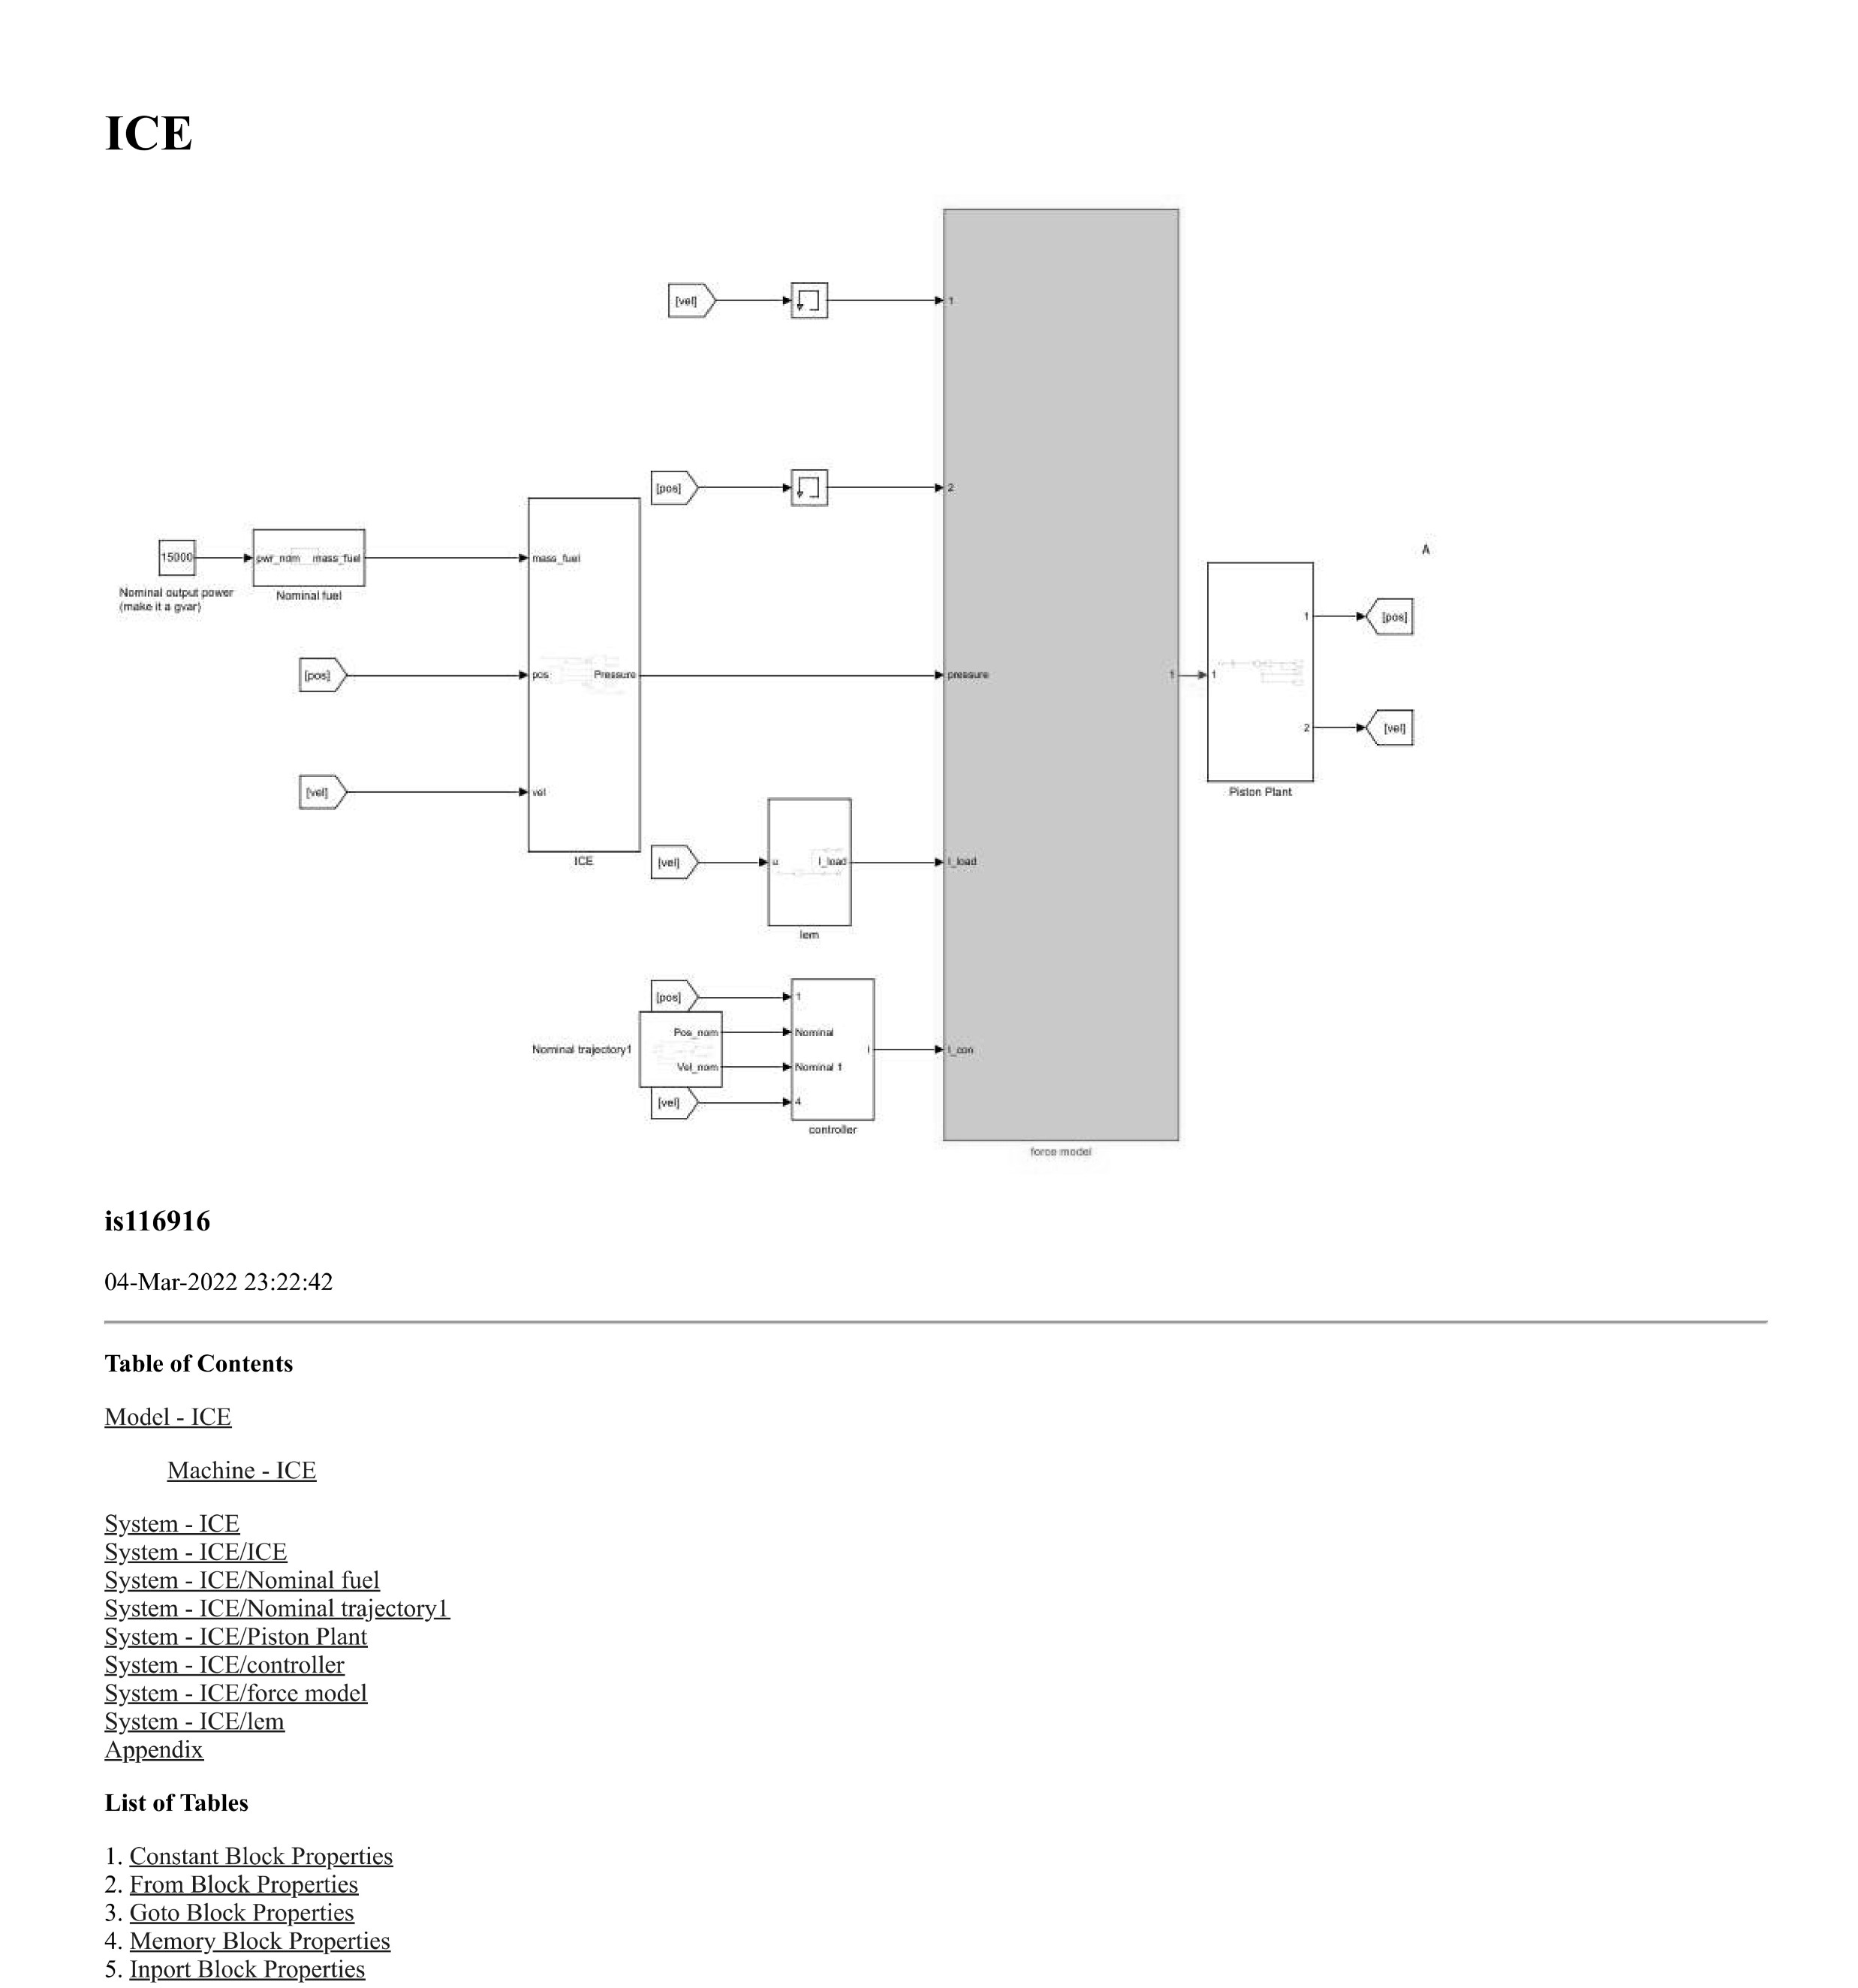 ICE
[vel]
1
[pos]
2
15000
pwr_nom
mass_fuel
mass_fuel
Nominal output power
(make it a gvar)
Nominal fuel
A
[pos]
pos
Pressure
pressure
1
1
1
[pos]
2
[vel]
Piston Plant
[vel]
vel
ICE
[vel]
u
I_load
I_load
lem
[pos]
1
Nominal trajectory1
Pos_nom
Nominal
I
I_con
Vel_nom
Nominal 1
[vel]
4
controller
force model
is116916
04-Mar-2022 23:22:42
Table of Contents
Model - ICE
Machine - ICE
System - ICE
System - ICE/ICE
System - ICE/Nominal fuel
System - ICE/Nominal trajectory1
System - ICE/Piston Plant
System - ICE/controller
System - ICE/force model
System - ICE/lem
Appendix
List of Tables
1. Constant Block Properties
2. From Block Properties
3. Goto Block Properties
4. Memory Block Properties
5. Inport Block Properties